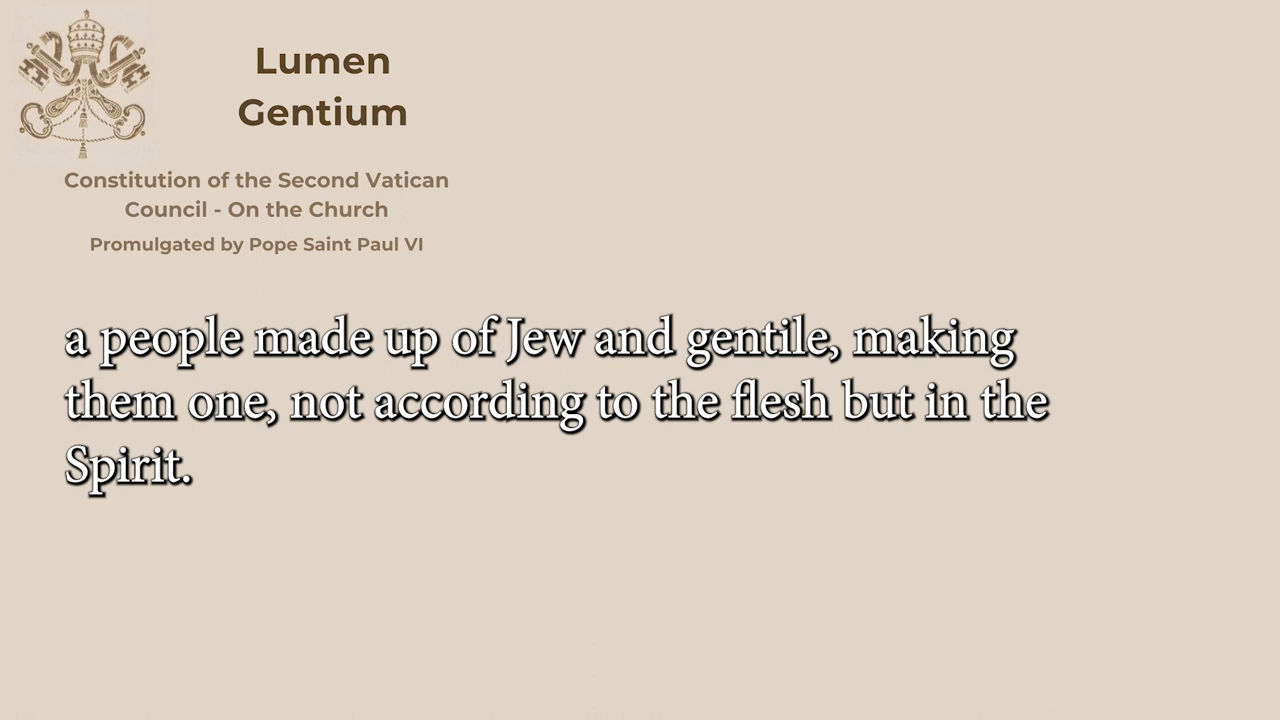 Lumen
Gentium
Constitution of the Second Vatican
Council - On the Church
Promulgated by Pope Saint Paul VI
a people made up of Jew and gentile, making
them one, not according to the flesh but in the
Spirit.